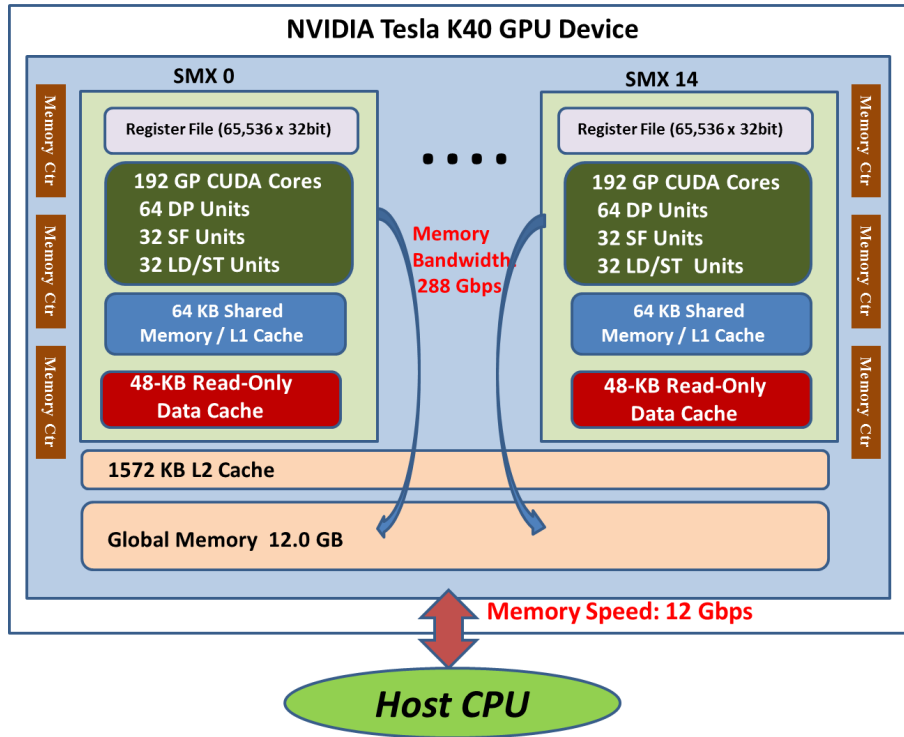 NVIDIA Tesla K40 GPU Device
SMX 0
SMX 14
Memory Ctr
Memory Ctr
Memory Ctr
Register File (65,536 x 32bit)
192 GP CUDA Cores
64 DP Units
32 SF Units
32 LD/ST Units
64 KB Shared
Memory / L1 Cache
48-KB Read-Only
Data Cache
....
Memory
Bandwidth:
288 Gbps
Register File (65,536 x 32bit)
192 GP CUDA Cores
64 DP Units
32 SF Units
32 LD/ST Units
64 KB Shared
Memory / L1 Cache
48-KB Read-Only
Data Cache
Memory Ctr
Memory Ctr
Memory Ctr
1572 KB L2 Cache
Global Memory 12.0 GB
Memory Speed: 12 Gbps
Host CPU